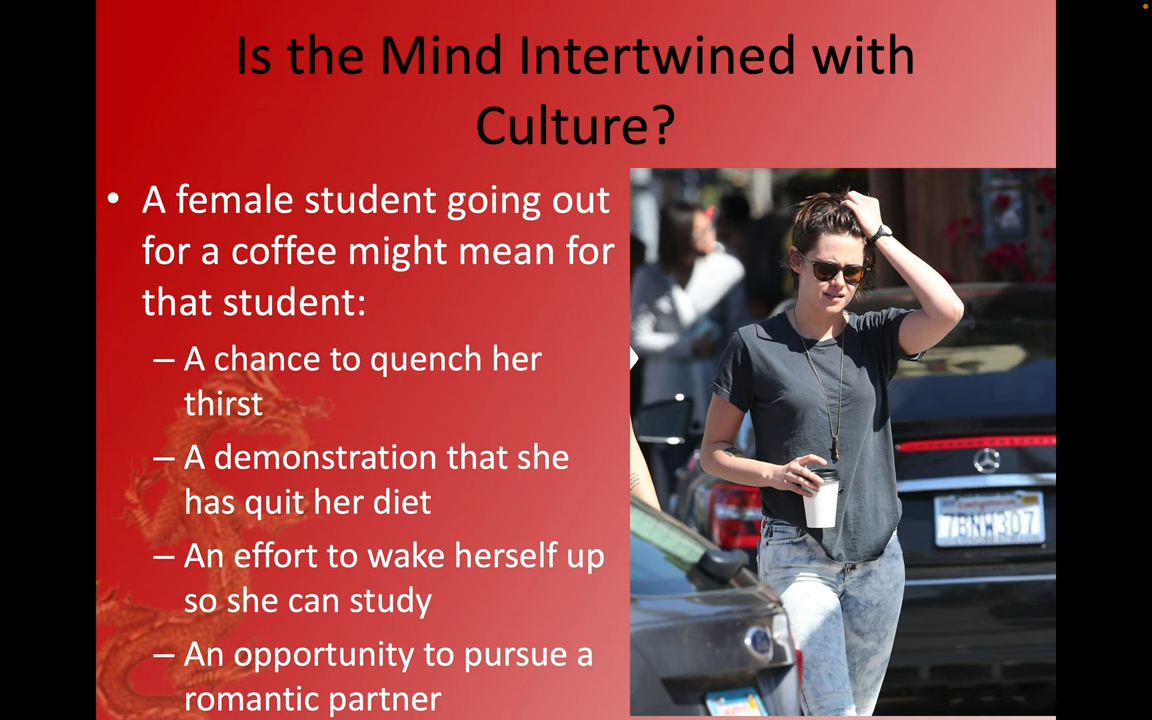 Is the Mind Intertwined with
Culture?
• A female student going out
for a coffee might mean for
that student:
– A chance to quench her
thirst
– A demonstration that she
has quit her diet
– An effort to wake herself up
so she can study
– An opportunity to pursue a
romantic partner
7BNW307